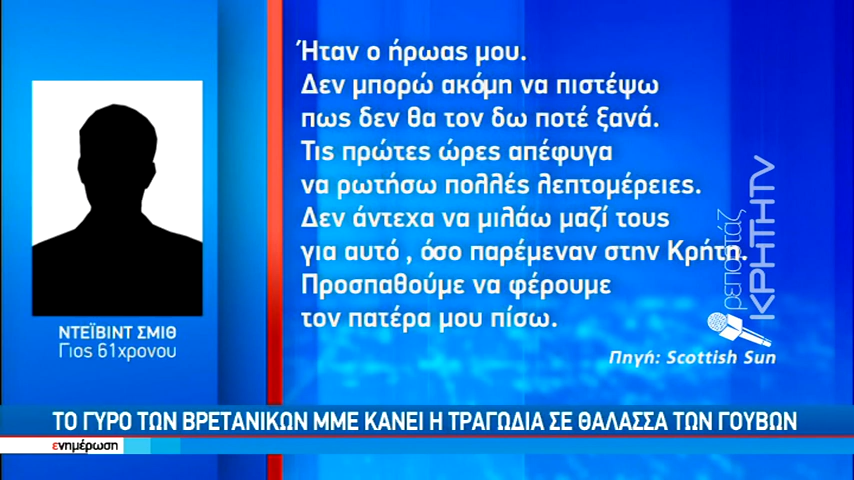 Ήταν ο ήρωας μου.
Δεν μπορώ ακόμη να πιστέψω
πως δεν θα τον δω ποτέ ξανά.
Τις πρώτες ώρες απέφυγα
να ρωτήσω πολλές λεπτομέρειες.
Δεν άντεχα να μιλάω μαζί τους
για αυτό , όσο παρέμεναν στην Κρήτη.
Προσπαθούμε να φέρουμε
τον πατέρα μου πίσω.
Πηγή: Scottish Sun
ρεπορτάζ
ΚΡΗΤΗTV
ΝΤΕΪΒΙΝΤ ΣΜΙΘ
Γιος 61χρονου
ΤΟ ΓΥΡΟ ΤΩΝ ΒΡΕΤΑΝΙΚΩΝ ΜΜΕ ΚΑΝΕΙ Η ΤΡΑΓΩΔΙΑ ΣΕ ΘΑΛΑΣΣΑ ΤΩΝ ΓΟΥΒΩΝ
ενημέρωση